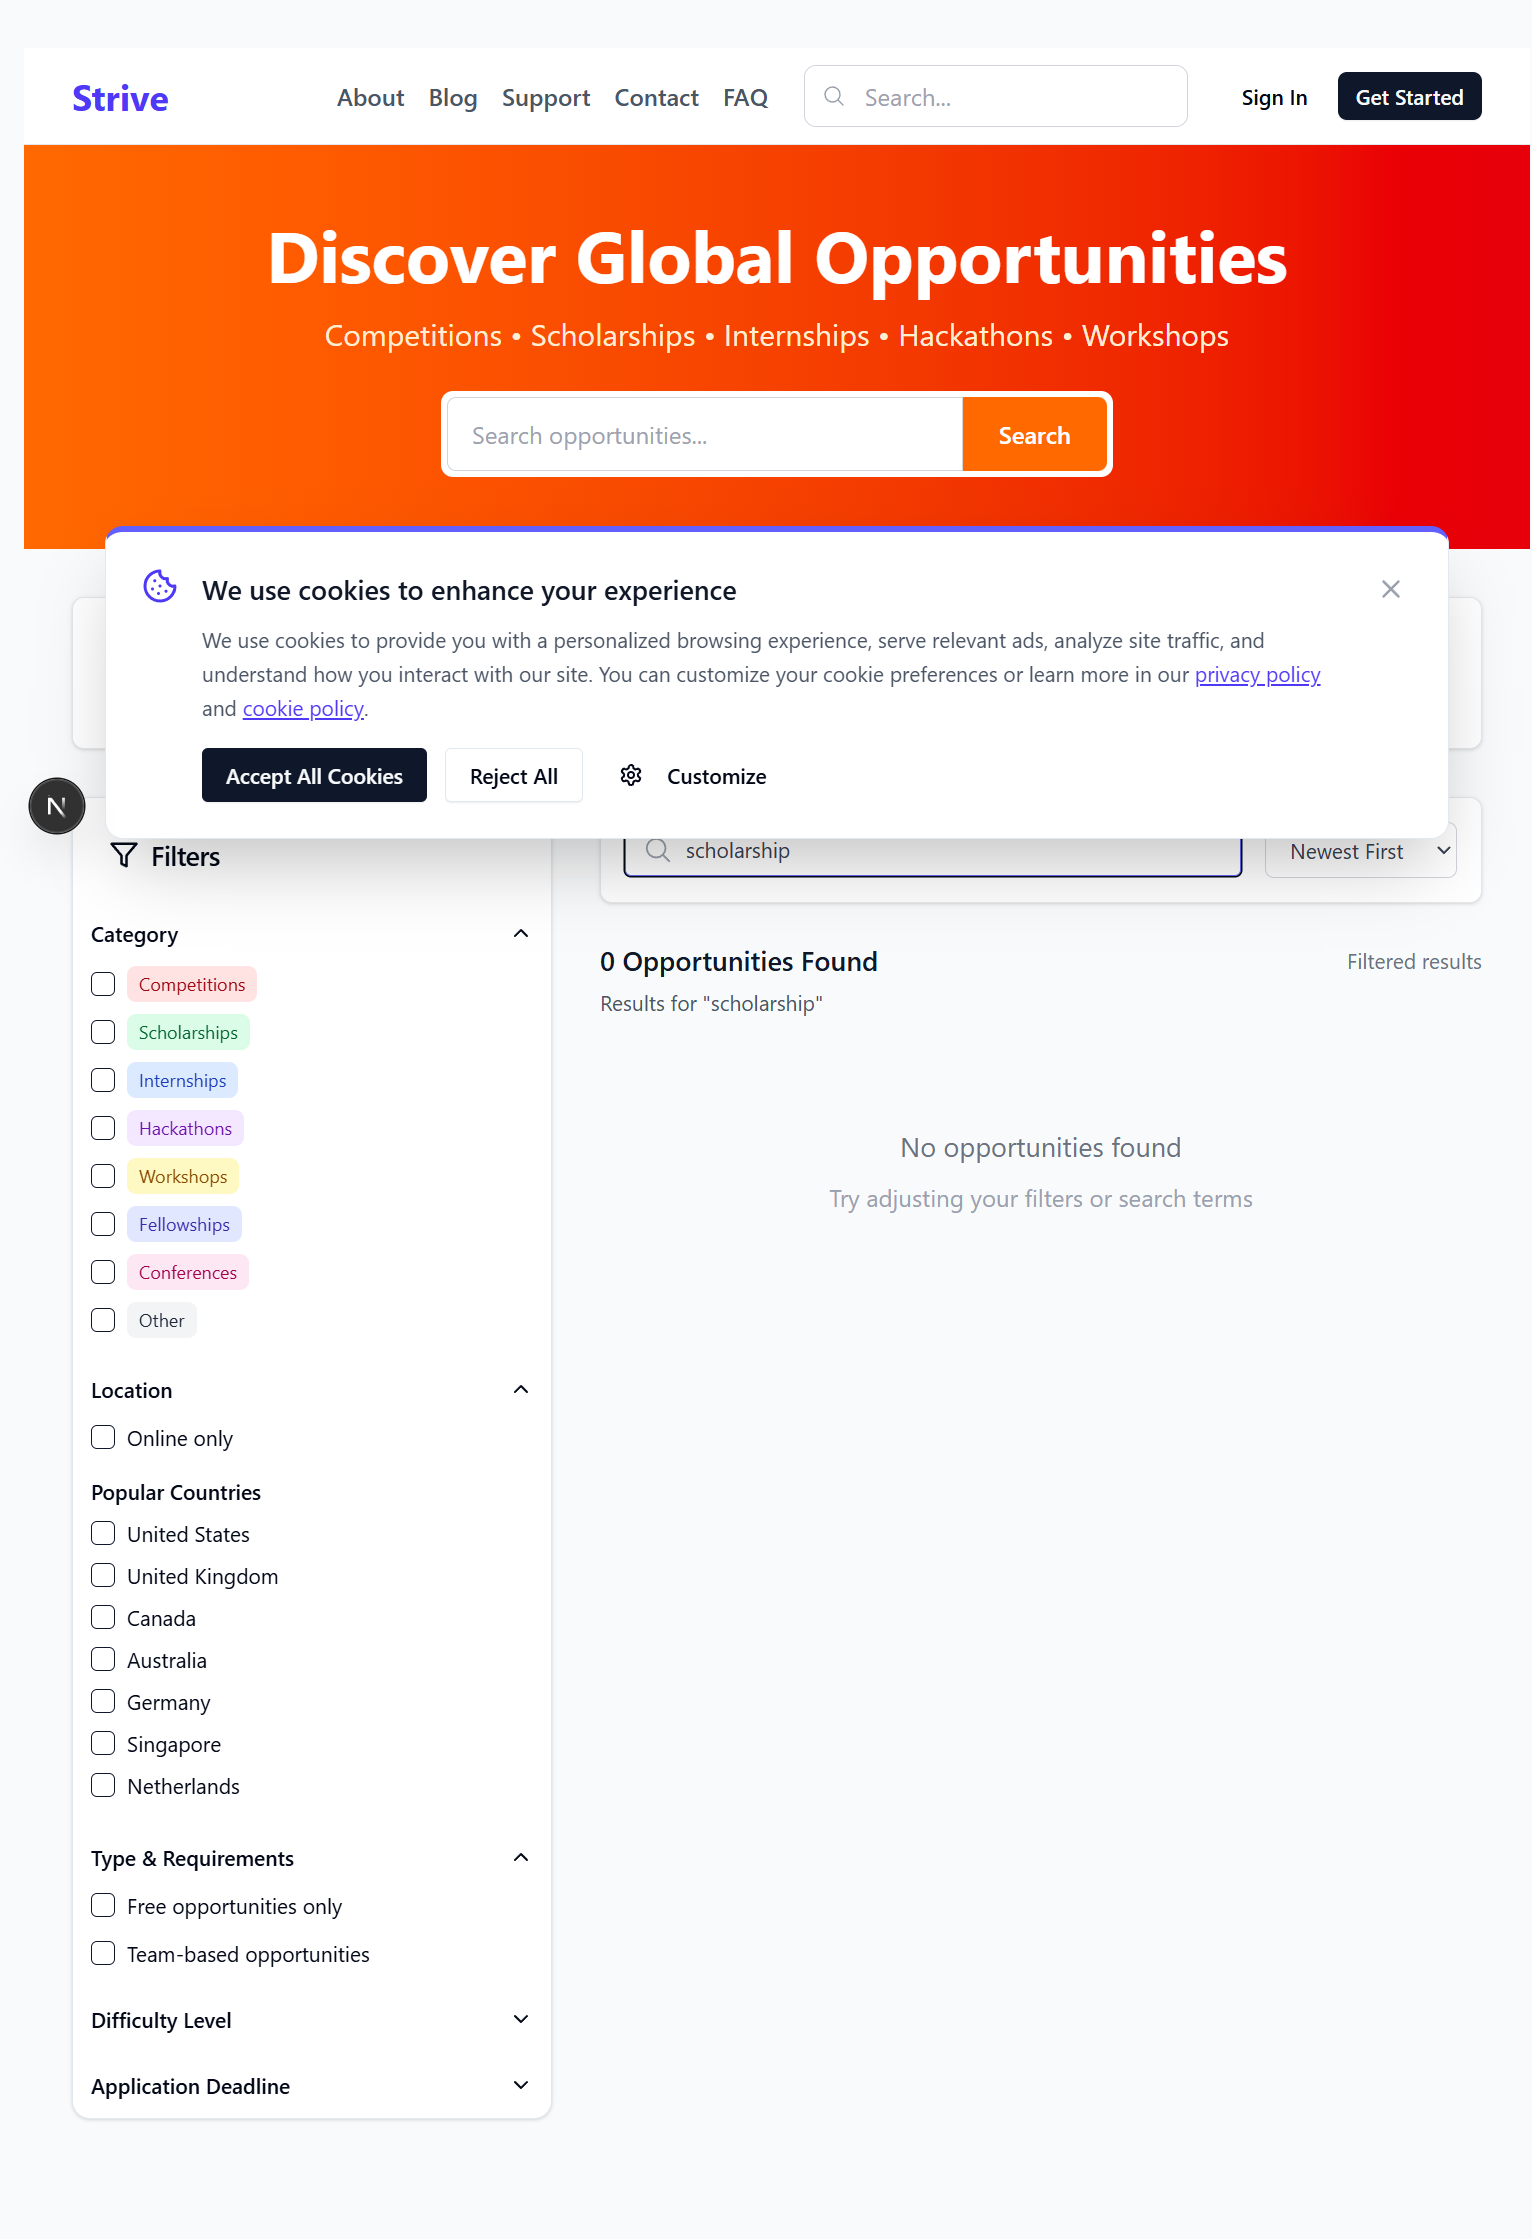 Strive
About
Blog
Support
Contact
FAQ
Search...
Sign In
Get Started
Discover Global Opportunities
Competitions • Scholarships • Internships • Hackathons • Workshops
Search opportunities...
Search
We use cookies to enhance your experience
We use cookies to provide you with a personalized browsing experience, serve relevant ads, analyze site traffic, and
understand how you interact with our site. You can customize your cookie preferences or learn more in our privacy policy
and cookie policy.
Accept All Cookies
Reject All
Customize
N
Filters
scholarship
Newest First
Category
Competitions
Scholarships
Internships
Hackathons
Workshops
Fellowships
Conferences
Other
Location
Online only
Popular Countries
United States
United Kingdom
Canada
Australia
Germany
Singapore
Netherlands
Type & Requirements
Free opportunities only
Team-based opportunities
Difficulty Level
Application Deadline
0 Opportunities Found
Filtered results
Results for "scholarship"
No opportunities found
Try adjusting your filters or search terms